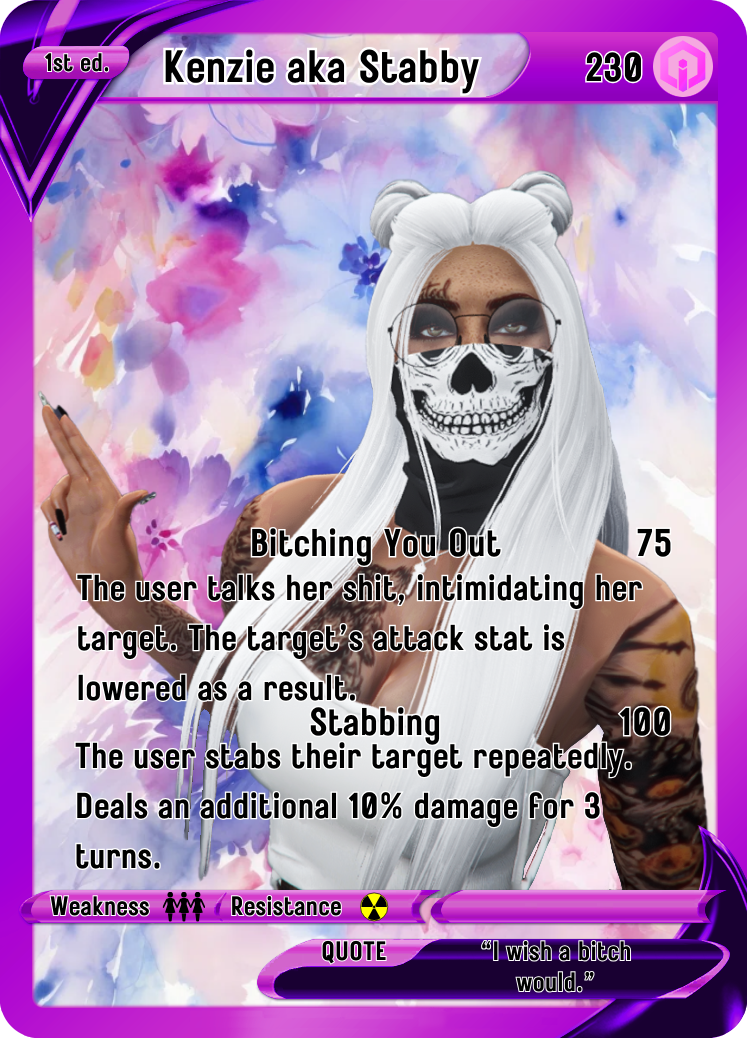 1st ed.
Kenzie aka Stabby
230
Bitching You Out 75
The user talks her shit, intimidating her
target. The target's attack stat is
lowered as a result.
Stabbing 100
The user stabs their target repeatedly.
Deals an additional 10% damage for 3
turns.
Weakness Resistance
QUOTE
“I wish a bitch
would.”